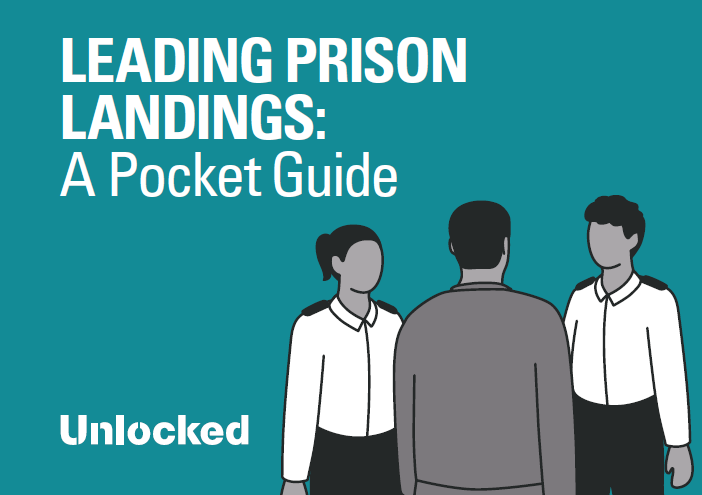 LEADING PRISON
LANDINGS:
A Pocket Guide
Unlocked